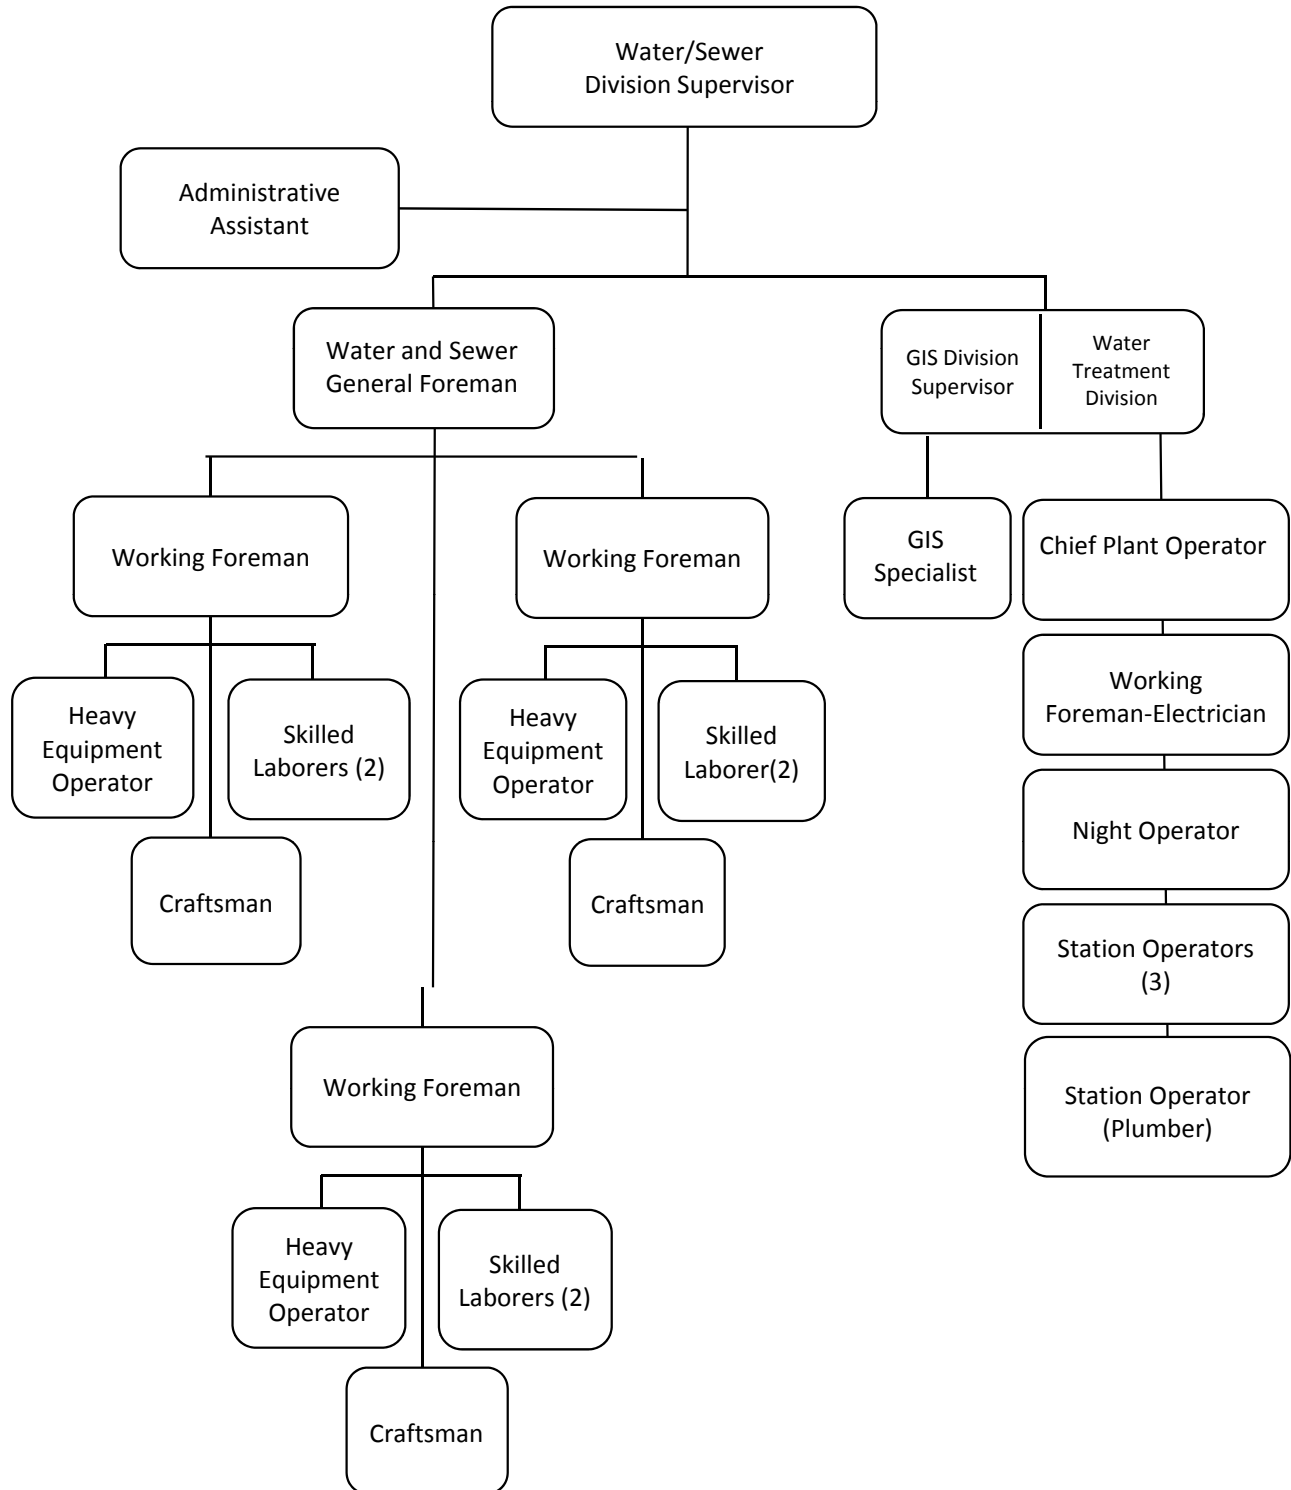 Water/Sewer
Division Supervisor
Administrative
Assistant
Water and Sewer
General Foreman
GIS Division
Supervisor
Water
Treatment
Division
Working Foreman
Working Foreman
GIS
Specialist
Chief Plant Operator
Heavy
Equipment
Operator
Skilled
Laborers (2)
Craftsman
Heavy
Equipment
Operator
Skilled
Laborer(2)
Craftsman
Working
Foreman-Electrician
Night Operator
Station Operators
(3)
Station Operator
(Plumber)
Working Foreman
Heavy
Equipment
Operator
Skilled
Laborers (2)
Craftsman